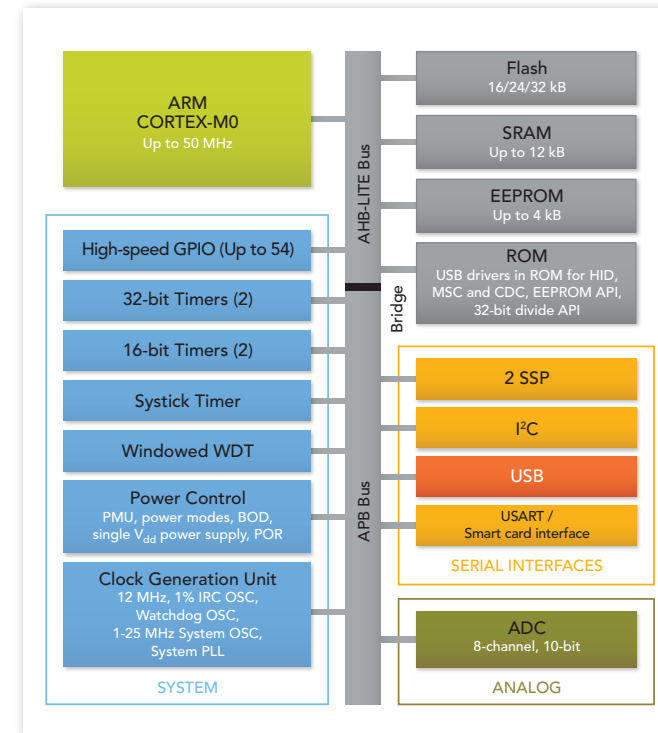 ARM
CORTEX-M0
Up to 50 MHz
High-speed GPIO (Up to 54)
32-bit Timers (2)
16-bit Timers (2)
Systick Timer
Windowed WDT
Power Control
PMU, power modes, BOD,
single Vdd power supply, POR
Clock Generation Unit
12 MHz, 1% IRC OSC,
Watchdog OSC,
1-25 MHz System OSC,
System PLL
SYSTEM
AHB-LITE Bus
Bridge
APB Bus
Flash
16/24/32 kB
SRAM
Up to 12 kB
EEPROM
Up to 4 kB
ROM
USB drivers in ROM for HID,
MSC and CDC, EEPROM API,
32-bit divide API
2 SSP
I²C
USB
USART /
Smart card interface
SERIAL INTERFACES
ADC
8-channel, 10-bit
ANALOG